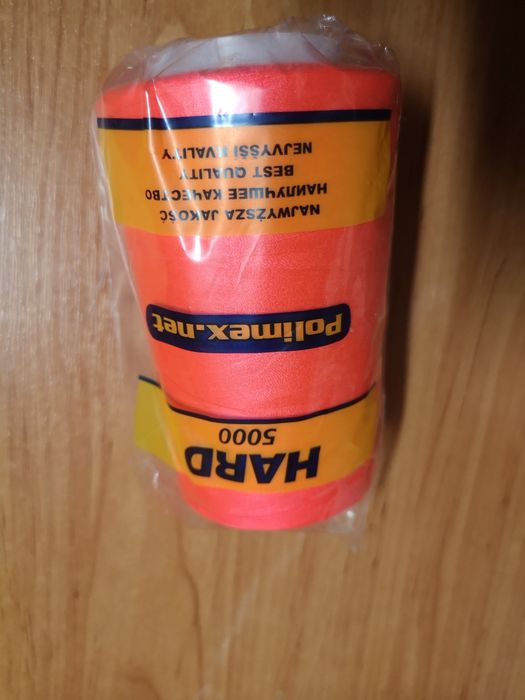 HARD
5000
Polimex.net
NAJWYŻSZA JAKOŚĆ
НАИЛУЧШЕЕ КАЧЕСТВО
BEST QUALITY
NEJVYŠŠÍ KVALITY